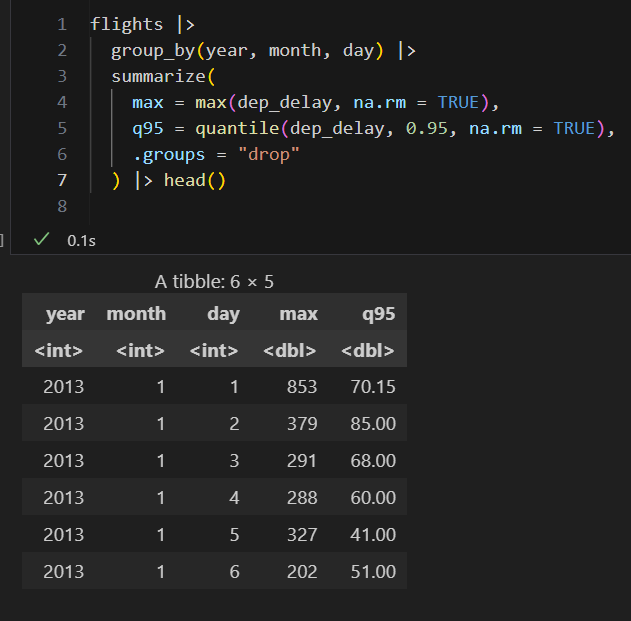 1 flights |>
2   group_by(year, month, day) |>
3   summarize(
4     max = max(dep_delay, na.rm = TRUE),
5     q95 = quantile(dep_delay, 0.95, na.rm = TRUE),
6     .groups = "drop"
7   ) |> head()
8
] ✓ 0.1s
A tibble: 6 × 5
year month day max q95
<int> <int> <int> <dbl> <dbl>
2013 1 1 853 70.15
2013 1 2 379 85.00
2013 1 3 291 68.00
2013 1 4 288 60.00
2013 1 5 327 41.00
2013 1 6 202 51.00